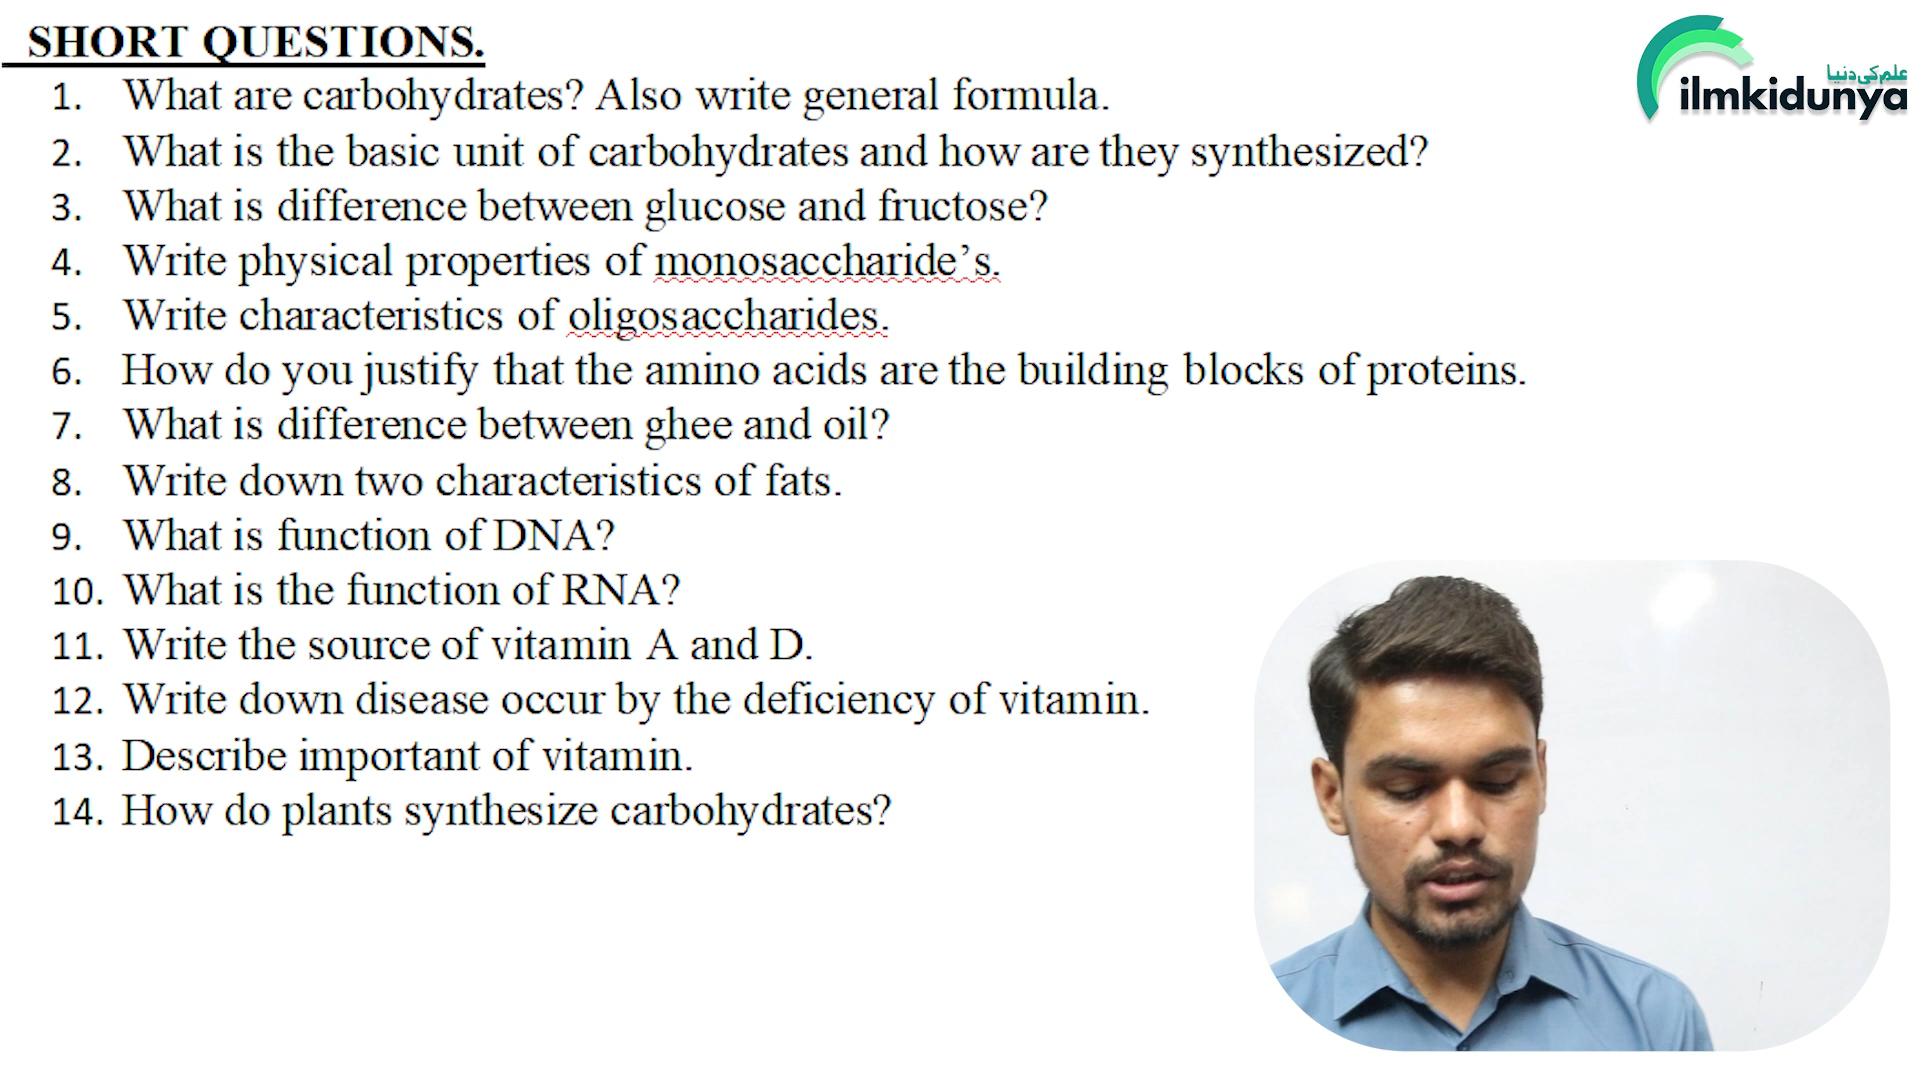 SHORT QUESTIONS.
علم کی دنیا
ilmkidunya
1. What are carbohydrates? Also write general formula.
2. What is the basic unit of carbohydrates and how are they synthesized?
3. What is difference between glucose and fructose?
4. Write physical properties of monosaccharide’s.
5. Write characteristics of oligosaccharides.
6. How do you justify that the amino acids are the building blocks of proteins.
7. What is difference between ghee and oil?
8. Write down two characteristics of fats.
9. What is function of DNA?
10. What is the function of RNA?
11. Write the source of vitamin A and D.
12. Write down disease occur by the deficiency of vitamin.
13. Describe important of vitamin.
14. How do plants synthesize carbohydrates?